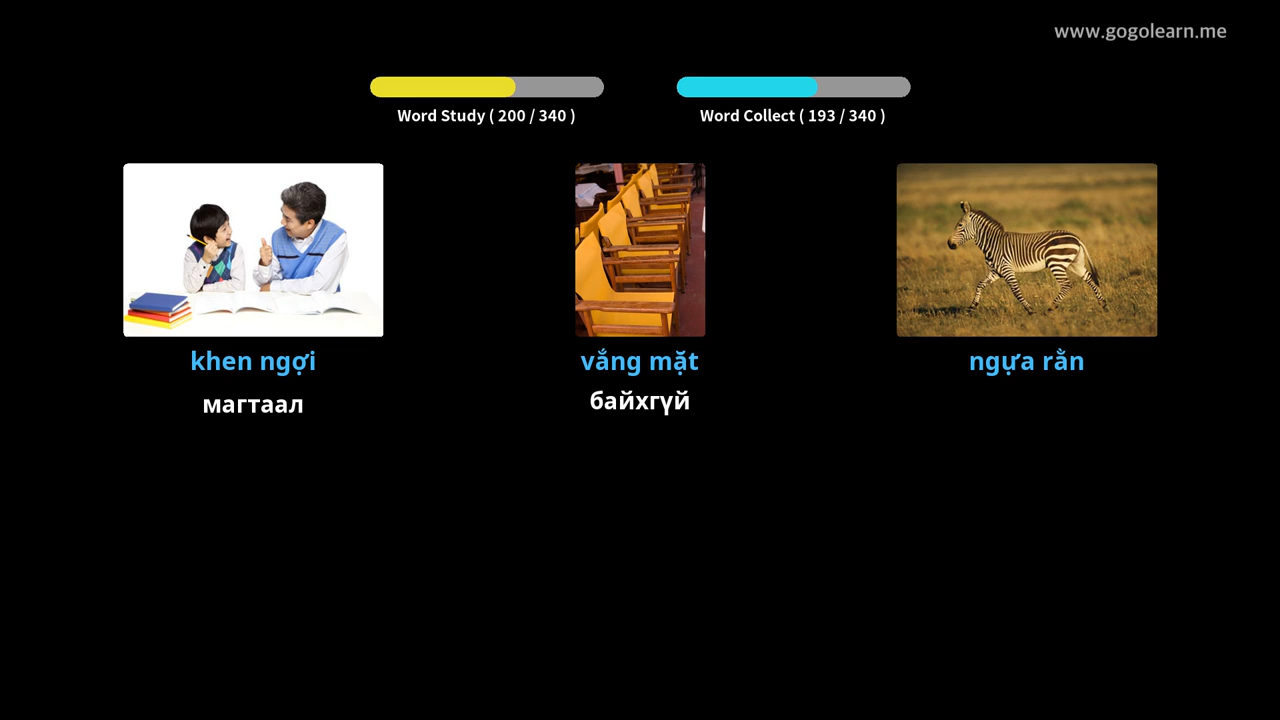 www.gogolearn.me
Word Study ( 200 / 340 )
Word Collect ( 193 / 340 )
khen ngợi
vắng mặt
ngựa rằn
магтаал
байхгүй